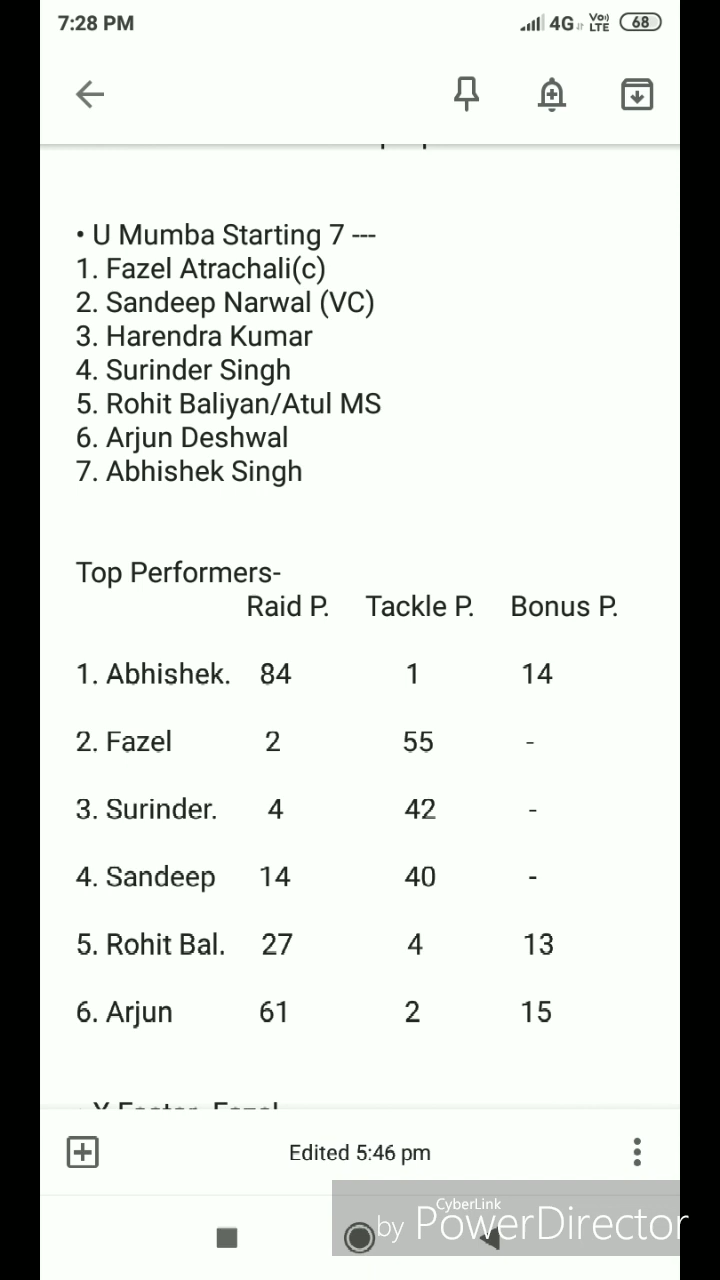 7:28 PM 4G Vo) LTE 68
• U Mumba Starting 7 ---
1. Fazel Atrachali(c)
2. Sandeep Narwal (VC)
3. Harendra Kumar
4. Surinder Singh
5. Rohit Baliyan/Atul MS
6. Arjun Deshwal
7. Abhishek Singh
Top Performers-
Raid P. Tackle P. Bonus P.
1. Abhishek. 84 1 14
2. Fazel 2 55 -
3. Surinder. 4 42 -
4. Sandeep 14 40 -
5. Rohit Bal. 27 4 13
6. Arjun 61 2 15
Edited 5:46 pm
CyberLink
by PowerDirector